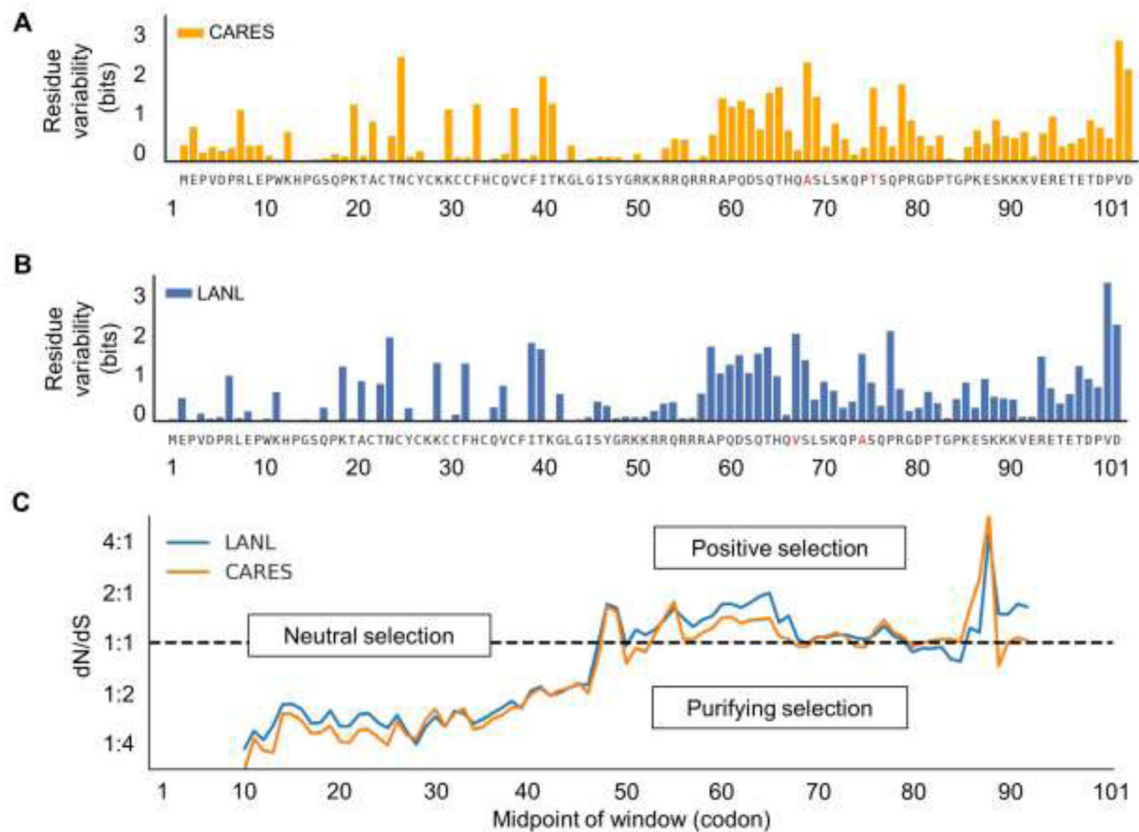 A
CARES
Residue
variability
(bits)
3
2
1
0
MEPVDPRLEPWKHPGSQPKTACTNCYCKKCCFHCQVCFITKGLGISYGRKKRRQRRRAPQDSQTHQASLSKQPTSQPRGDPTGPKESKKKVERETETDPVD
1 10 20 30 40 50 60 70 80 90 101
B
LANL
Residue
variability
(bits)
3
2
1
0
MEPVDPRLEPWKHPGSQPKTACTNCYCKKCCFHCQVCFITKGLGISYGRKKRRQRRRAPQDSQTHQVSLSKQPASQPRGDPTGPKESKKKVERETETDPVD
1 10 20 30 40 50 60 70 80 90 101
C
LANL
CARES
dN/dS
4:1
2:1
1:1
1:2
1:4
Positive selection
Neutral selection
Purifying selection
1 10 20 30 40 50 60 70 80 90 101
Midpoint of window (codon)